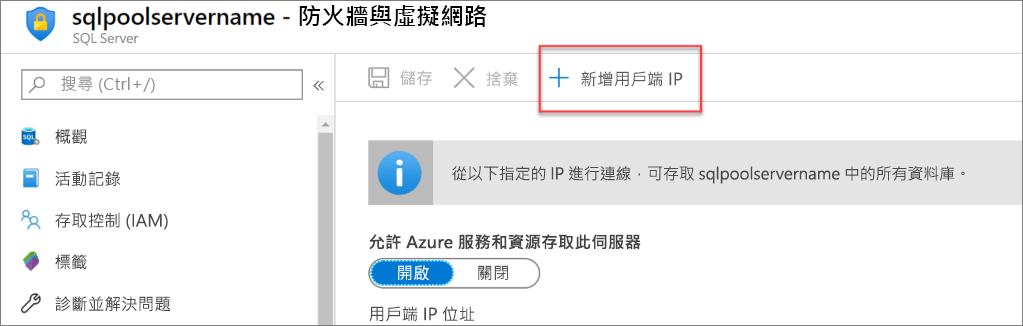 sqlpoolservername - 防火牆與虛擬網路
SQL Server
搜尋 (Ctrl+/)
«
儲存
捨棄
新增用戶端 IP
SQL
概觀
活動記錄
存取控制 (IAM)
標籤
診斷並解決問題
從以下指定的 IP 進行連線，可存取 sqlpoolservername 中的所有資料庫。
允許 Azure 服務和資源存取此伺服器
開啟
關閉
用戶端 IP 位址